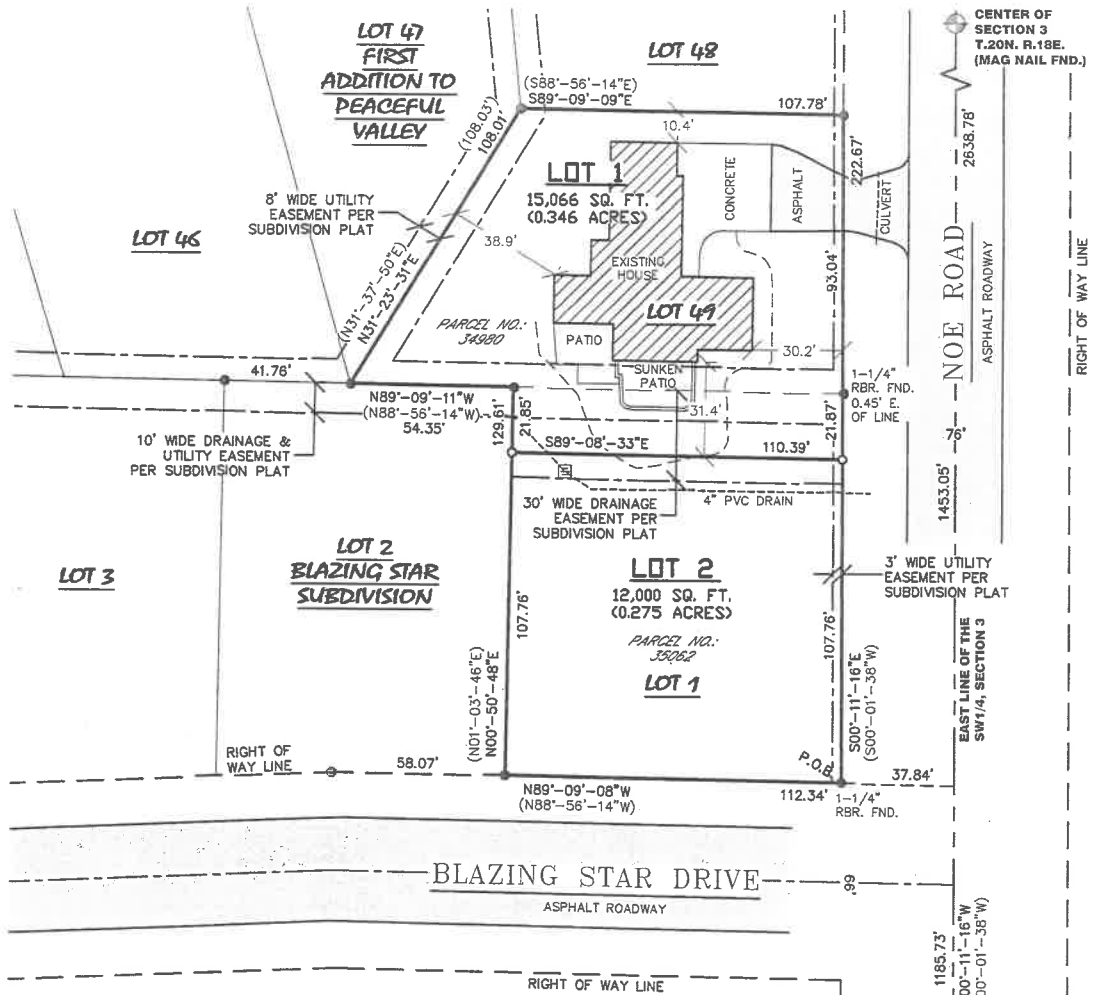 CENTER OF
SECTION 3
T.20N. R.18E.
(MAG NAIL FND.)
LOT 47
FIRST
ADDITION TO
PEACEFUL
VALLEY
LOT 48
(S88°-56'-14"E)
S89°-09'-09"E
107.78'
(108.03')
108.01'
10.4'
222.67'
2638.78'
LOT 1
15,066 SQ. FT.
(0.346 ACRES)
CONCRETE
ASPHALT
CULVERT
8' WIDE UTILITY
EASEMENT PER
SUBDIVISION PLAT
LOT 46
38.9'
(N31°-37'-50"E)
N31°-23'-31"E
EXISTING
HOUSE
LOT 49
93.04'
NOE ROAD
ASPHALT ROADWAY
RIGHT OF WAY LINE
PARCEL NO.:
34980
PATIO
SUNKEN
PATIO
30.2'
1-1/4"
RBR. FND.
0.45' E.
OF LINE
41.76'
N89°-09'-11"W
(N88°-56'-14"W)
54.35'
129.61'
21.85'
31.4'
21.87'
76'
10' WIDE DRAINAGE &
UTILITY EASEMENT
PER SUBDIVISION PLAT
S89°-08'-33"E
110.39'
1453.05'
30' WIDE DRAINAGE
EASEMENT PER
SUBDIVISION PLAT
4" PVC DRAIN
LOT 3
LOT 2
BLAZING STAR
SUBDIVISION
LOT 2
12,000 SQ. FT.
(0.275 ACRES)
PARCEL NO.:
35062
LOT 1
3' WIDE UTILITY
EASEMENT PER
SUBDIVISION PLAT
107.76'
107.76'
(N01°-03'-46"E)
N00°-50'-48"E
S00°-11'-16"E
(S00°-01'-38"W)
EAST LINE OF THE
SW1/4, SECTION 3
RIGHT OF
WAY LINE
58.07'
P.O.B.
37.84'
N89°-09'-08"W
(N88°-56'-14"W)
112.34'
1-1/4"
RBR. FND.
BLAZING STAR DRIVE
ASPHALT ROADWAY
66'
1185.73'
00°-11'-16"W
00°-01'-38"W)
RIGHT OF WAY LINE